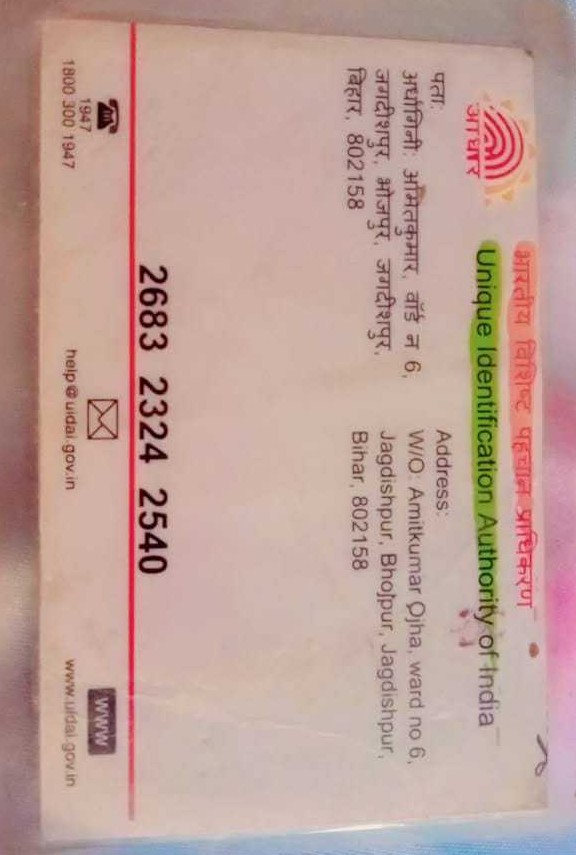 आधार
भारतीय विशिष्ट पहचान प्राधिकरण
Unique Identification Authority of India
पता:
अर्धांगिनी: अमितकुमार, वॉर्ड न 6,
जगदीशपुर, भोजपुर, जगदीशपुर,
बिहार, 802158
Address:
W/O: Amitkumar Ojha, ward no 6,
Jagdishpur, Bhojpur, Jagdishpur,
Bihar, 802158
2683 2324 2540
1947
1800 300 1947
help@uidai.gov.in
www
www.uidai.gov.in